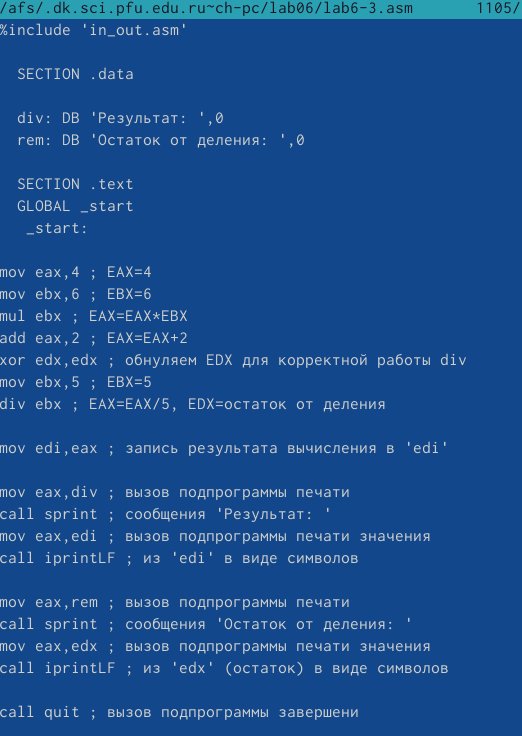 /afs/.dk.sci.pfu.edu.ru~ch-pc/lab06/lab6-3.asm 1105/
%include 'in_out.asm'
SECTION .data
div: DB 'Результат: ',0
rem: DB 'Остаток от деления: ',0
SECTION .text
GLOBAL _start
_start:
mov eax,4 ; EAX=4
mov ebx,6 ; EBX=6
mul ebx ; EAX=EAX*EBX
add eax,2 ; EAX=EAX+2
xor edx,edx ; обнуляем EDX для корректной работы div
mov ebx,5 ; EBX=5
div ebx ; EAX=EAX/5, EDX=остаток от деления
mov edi,eax ; запись результата вычисления в 'edi'
mov eax,div ; вызов подпрограммы печати
call sprint ; сообщения 'Результат: '
mov eax,edi ; вызов подпрограммы печати значения
call iprintLF ; из 'edi' в виде символов
mov eax,rem ; вызов подпрограммы печати
call sprint ; сообщения 'Остаток от деления: '
mov eax,edx ; вызов подпрограммы печати значения
call iprintLF ; из 'edx' (остаток) в виде символов
call quit ; вызов подпрограммы завершени